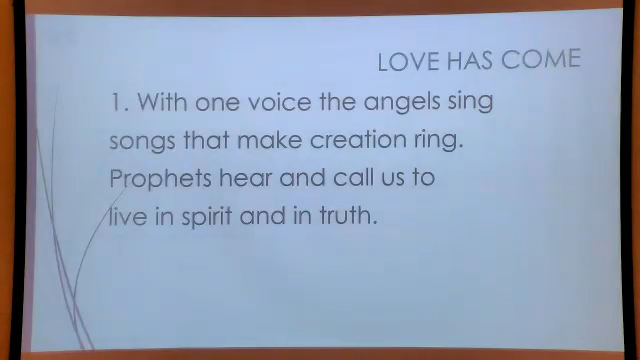 LOVE HAS COME
1. With one voice the angels sing
songs that make creation ring.
Prophets hear and call us to
live in spirit and in truth.